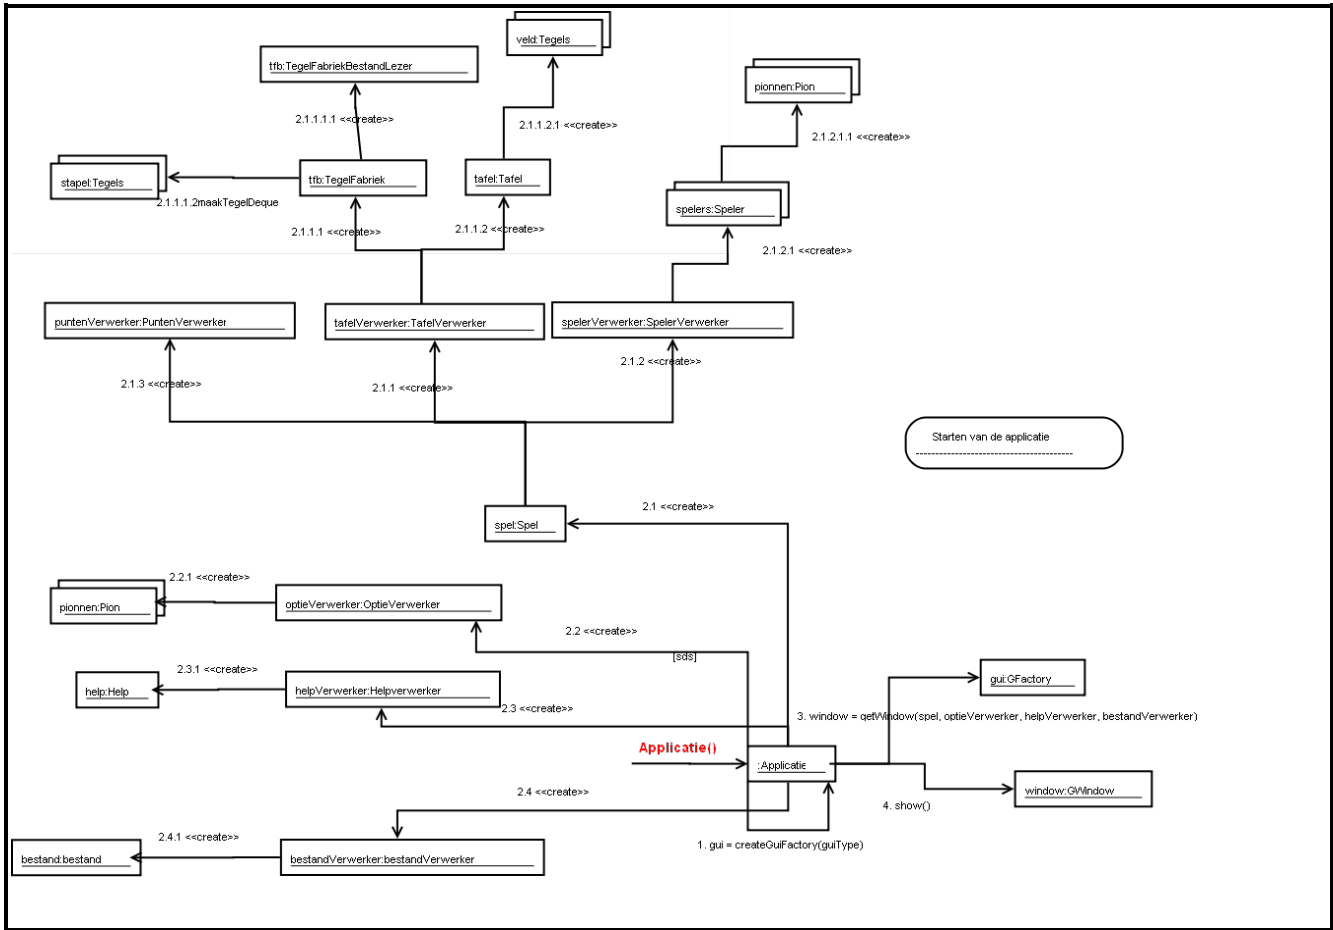 veld:Tegels
tfb:TegelFabriekBestandLezer
pionnen:Pion
2.1.1.1.1 <<create>>
2.1.1.2.1 <<create>>
2.1.2.1.1 <<create>>
stapel:Tegels
tfb:TegelFabriek
tafel:Tafel
2.1.1.1.2maakTegelDeque
spelers:Speler
2.1.1.1 <<create>>
2.1.1.2 <<create>>
2.1.2.1 <<create>>
puntenVerwerker:PuntenVerwerker
tafelVerwerker:TafelVerwerker
spelerVerwerker:SpelerVerwerker
2.1.3 <<create>>
2.1.1 <<create>>
2.1.2 <<create>>
Starten van de applicatie
spel:Spel
2.1 <<create>>
2.2.1 <<create>>
pionnen:Pion
optieVerwerker:OptieVerwerker
2.2 <<create>>
[sds]
2.3.1 <<create>>
help:Help
helpVerwerker:Helpverwerker
gui:GFactory
2.3 <<create>>
3. window = getWindow(spel, optieVerwerker, helpVerwerker, bestandVerwerker)
Applicatie()
:Applicatie
2.4 <<create>>
window:GWindow
4. show()
2.4.1 <<create>>
1. gui = createGuiFactory(guiType)
bestand:bestand
bestandVerwerker:bestandVerwerker